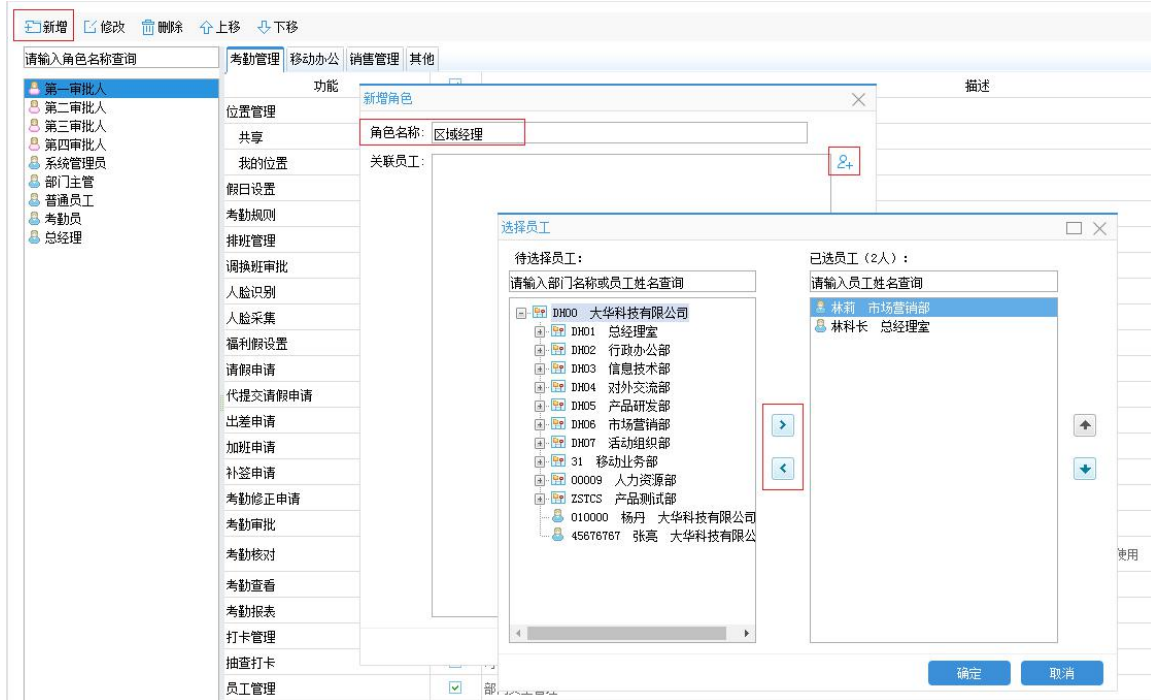 新增 修改 删除 上移 下移
请输入角色名称查询
第一审批人
第二审批人
第三审批人
第四审批人
系统管理员
部门主管
普通员工
考勤员
总经理
考勤管理 移动办公 销售管理 其他
功能 描述
位置管理
共享
我的位置
假日设置
考勤规则
排班管理
调换班审批
人脸识别
人脸采集
福利假设置
请假申请
代提交请假申请
出差申请
加班申请
补签申请
考勤修正申请
考勤审批
考勤核对
使用
考勤查看
考勤报表
打卡管理
抽查打卡
员工管理
新增角色
角色名称: 区域经理
关联员工:
选择员工
待选择员工:
请输入部门名称或员工姓名查询
DH00 大华科技有限公司
DH01 总经理室
DH02 行政办公部
DH03 信息技术部
DH04 对外交流部
DH05 产品研发部
DH06 市场营销部
DH07 活动组织部
31 移动业务部
00009 人力资源部
ZSTCS 产品测试部
010000 杨丹 大华科技有限公司
45676767 张亮 大华科技有限公
已选员工 (2人) :
请输入员工姓名查询
林莉 市场营销部
林科长 总经理室
确定 取消